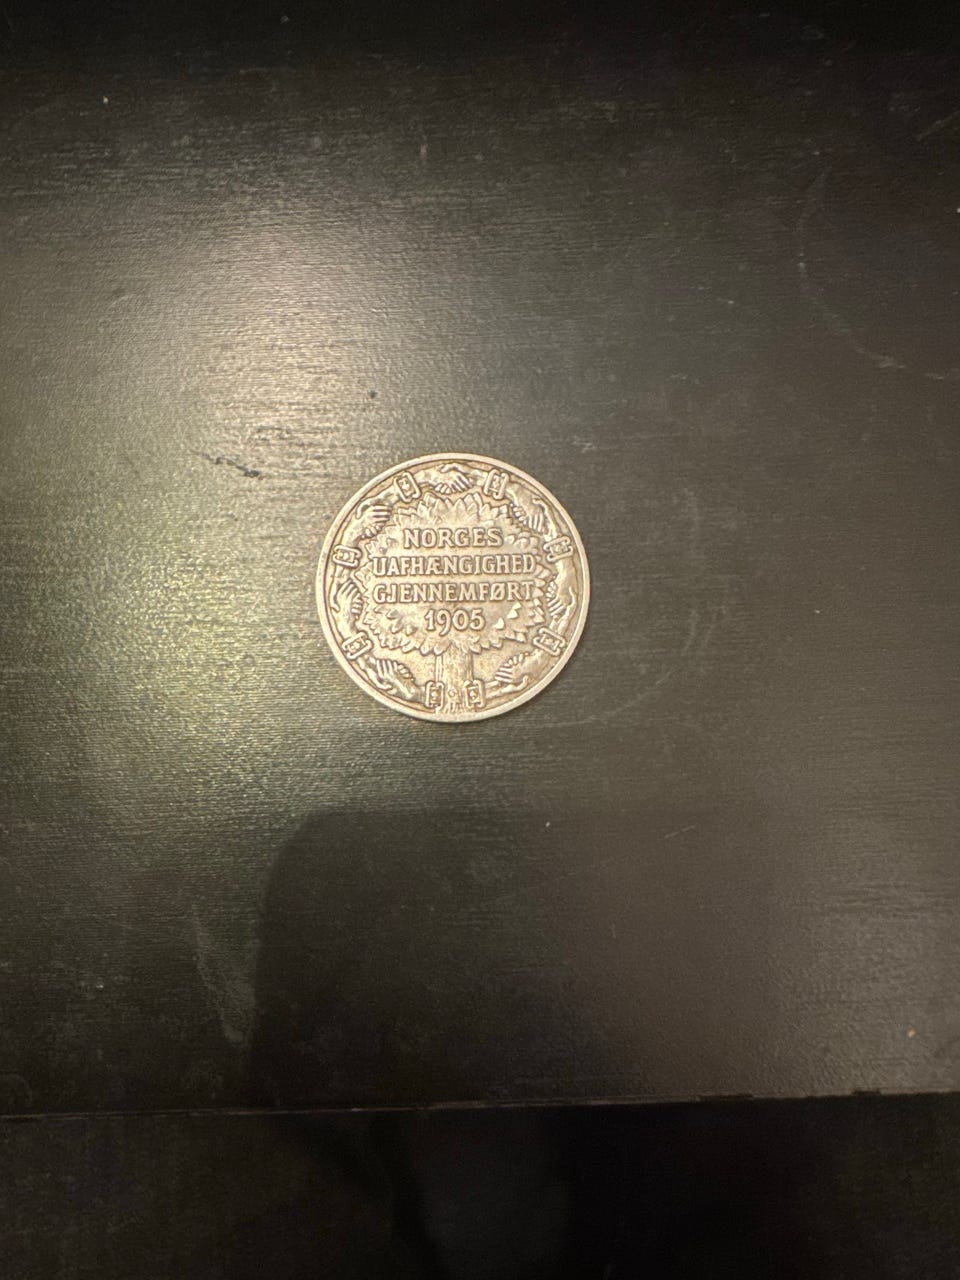 NORGES
UAFHÆNGIGHED
GJENNEMFØRT
1905